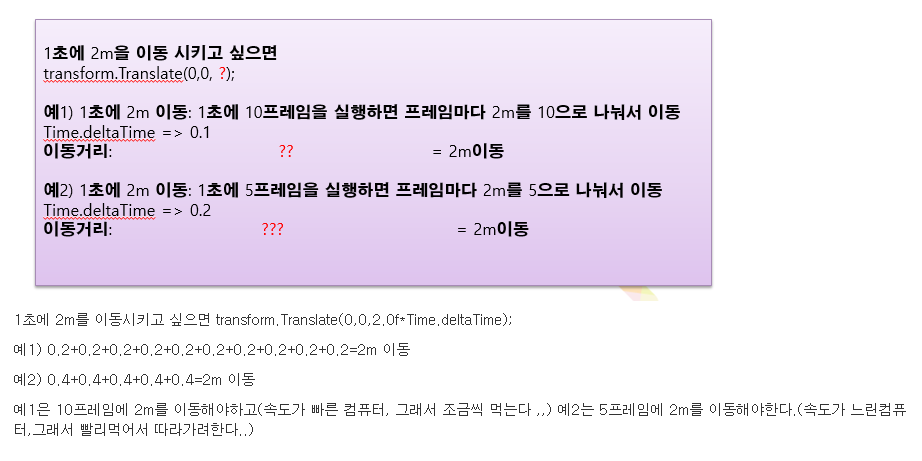 1초에 2m을 이동 시키고 싶으면
transform.Translate(0,0, ?);
예1) 1초에 2m 이동: 1초에 10프레임을 실행하면 프레임마다 2m를 10으로 나눠서 이동
Time.deltaTime => 0.1
이동거리: ?? = 2m이동
예2) 1초에 2m 이동: 1초에 5프레임을 실행하면 프레임마다 2m를 5으로 나눠서 이동
Time.deltaTime => 0.2
이동거리: ??? = 2m이동
1초에 2m를 이동시키고 싶으면 transform.Translate(0,0,2.0f*Time.deltaTime);
예1) 0.2+0.2+0.2+0.2+0.2+0.2+0.2+0.2+0.2+0.2=2m 이동
예2) 0.4+0.4+0.4+0.4+0.4=2m 이동
예1은 10프레임에 2m를 이동해야하고(속도가 빠른 컴퓨터, 그래서 조금씩 먹는다 ,,) 예2는 5프레임에 2m를 이동해야한다.(속도가 느린컴퓨
터,그래서 빨리먹어서 따라가려한다..)